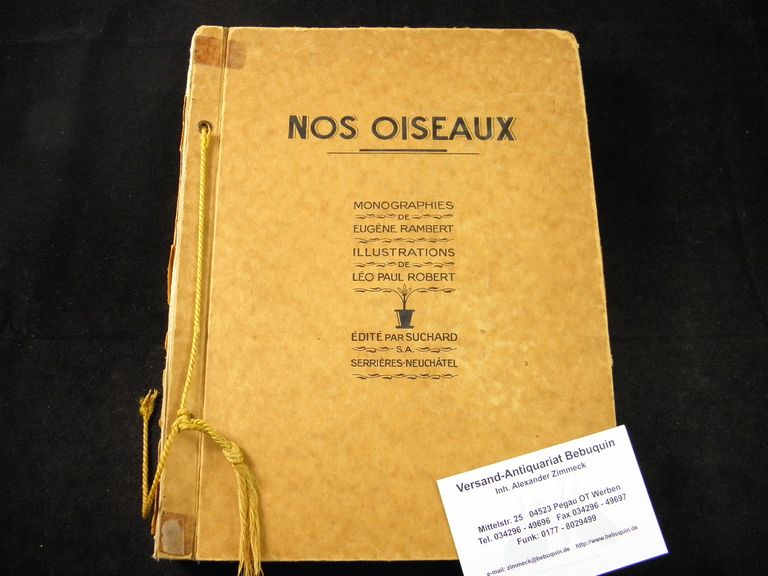 NOS OISEAUX
MONOGRAPHIES
DE
EUGÈNE RAMBERT
ILLUSTRATIONS
DE
LÉO PAUL ROBERT
ÉDITÉ PAR SUCHARD
S.A.
SERRIÈRES-NEUCHÂTEL
Versand-Antiquariat Bebuquin
Inh. Alexander Zimmeck
Mittelstr. 25 04523 Pegau OT Werben
Tel. 034296 - 49696 Fax 034296 - 49697
Funk: 0177 - 8029499
e-mail: zimmeck@bebuquin.de http://www.bebuquin.de